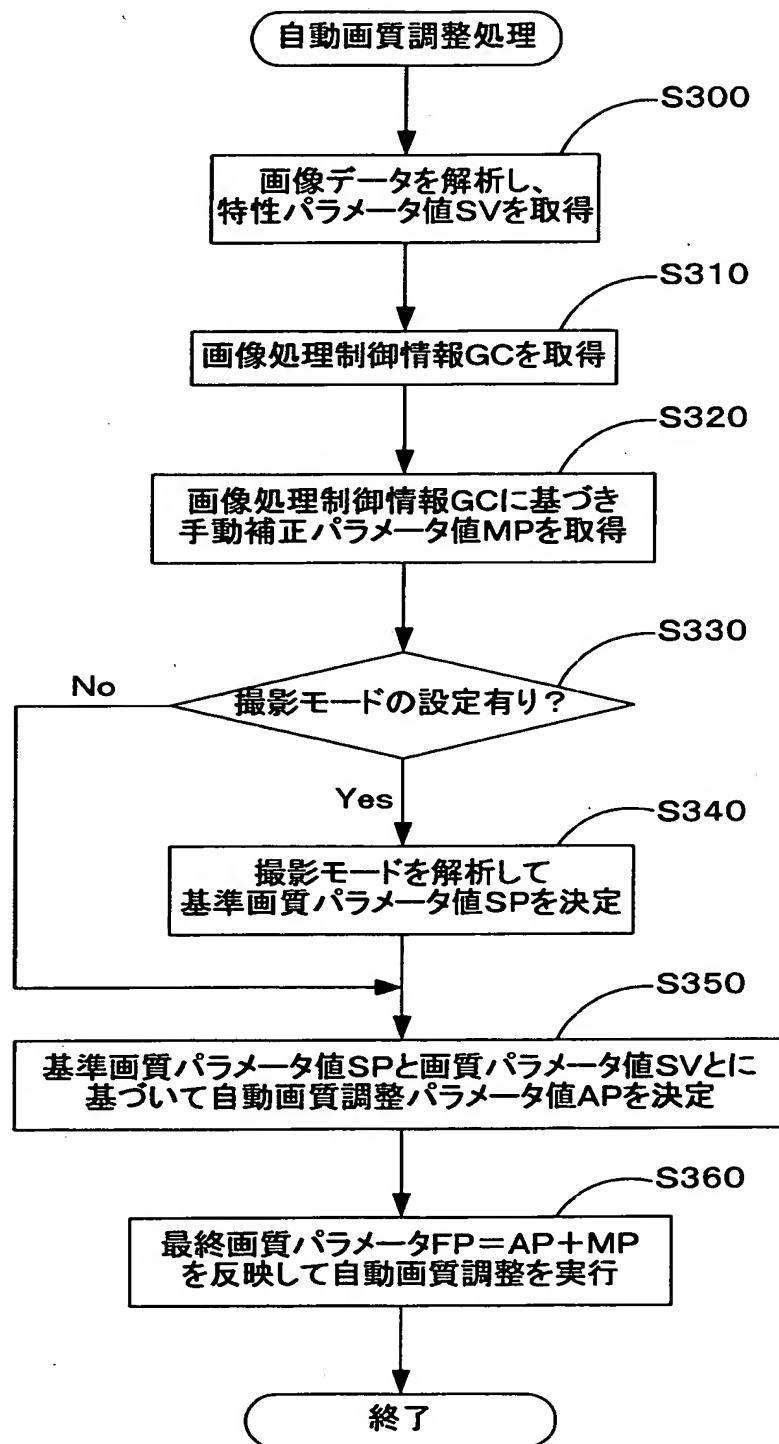 自動画質調整処理
S300
画像データを解析し、
特性パラメータ値SVを取得
S310
画像処理制御情報GCを取得
S320
画像処理制御情報GCに基づき
手動補正パラメータ値MPを取得
S330
No
撮影モードの設定有り？
Yes
S340
撮影モードを解析して
基準画質パラメータ値SPを決定
S350
基準画質パラメータ値SPと画質パラメータ値SVとに
基づいて自動画質調整パラメータ値APを決定
S360
最終画質パラメータFP＝AP＋MP
を反映して自動画質調整を実行
終了